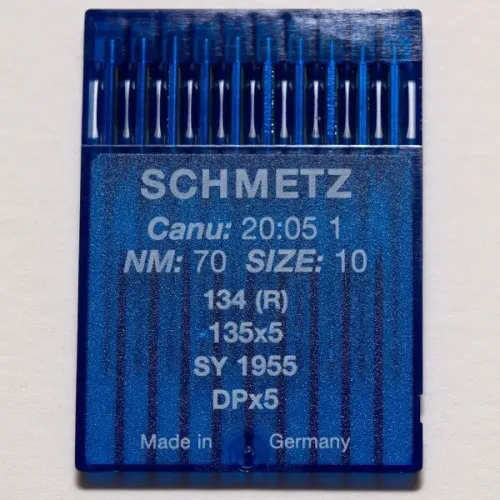 SCHMETZ
Canu: 20:05 1
NM: 70 SIZE: 10
134 (R)
135x5
SY 1955
DPx5
Made in Germany